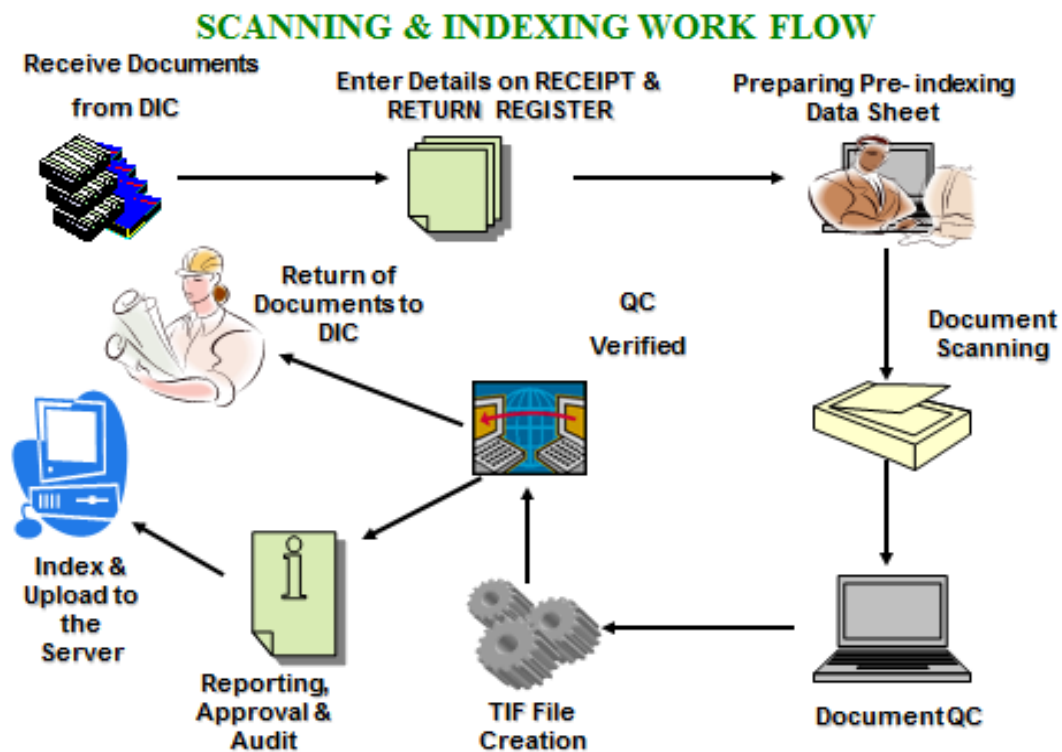 SCANNING & INDEXING WORK FLOW
Receive Documents
from DIC
Enter Details on RECEIPT &
RETURN REGISTER
Preparing Pre- indexing
Data Sheet
Document
Scanning
Document QC
TIF File
Creation
QC
Verified
Return of
Documents to
DIC
Reporting,
Approval &
Audit
Index &
Upload to
the
Server